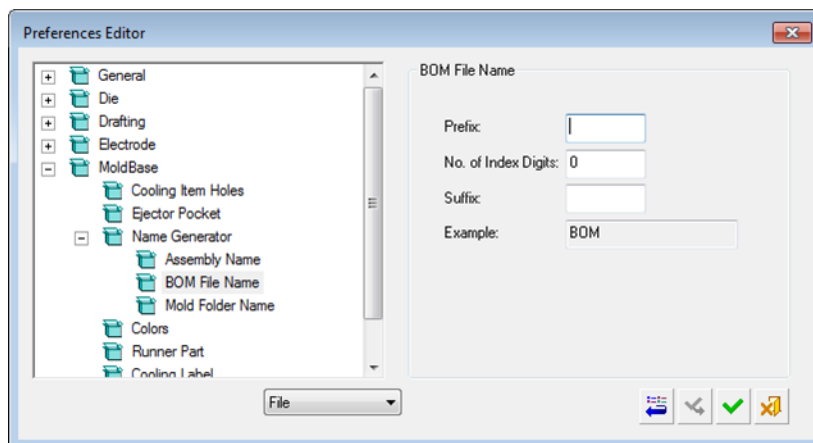 Preferences Editor
General
Die
Drafting
Electrode
MoldBase
Cooling Item Holes
Ejector Pocket
Name Generator
Assembly Name
BOM File Name
Mold Folder Name
Colors
Runner Part
Cooling Label
BOM File Name
Prefix:
No. of Index Digits: 0
Suffix:
Example: BOM
File